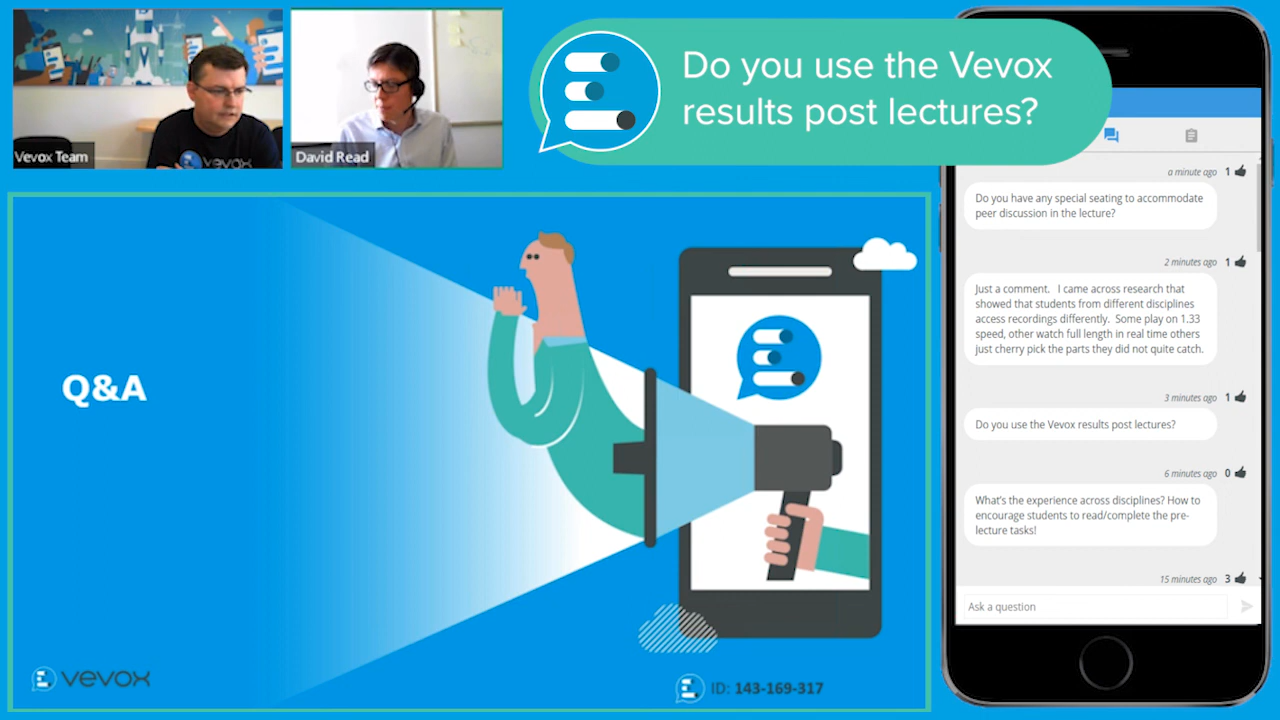 Vevox Team
VEVOX
David Read
Do you use the Vevox
results post lectures?
Q&A
vevox
ID: 143-169-317
a minute ago 1
Do you have any special seating to accommodate
peer discussion in the lecture?
2 minutes ago 1
Just a comment. I came across research that
showed that students from different disciplines
access recordings differently. Some play on 1.33
speed, other watch full length in real time others
just cherry pick the parts they did not quite catch.
3 minutes ago 1
Do you use the Vevox results post lectures?
6 minutes ago 0
What's the experience across disciplines? How to
encourage students to read/complete the pre-
lecture tasks!
15 minutes ago 3
Ask a question